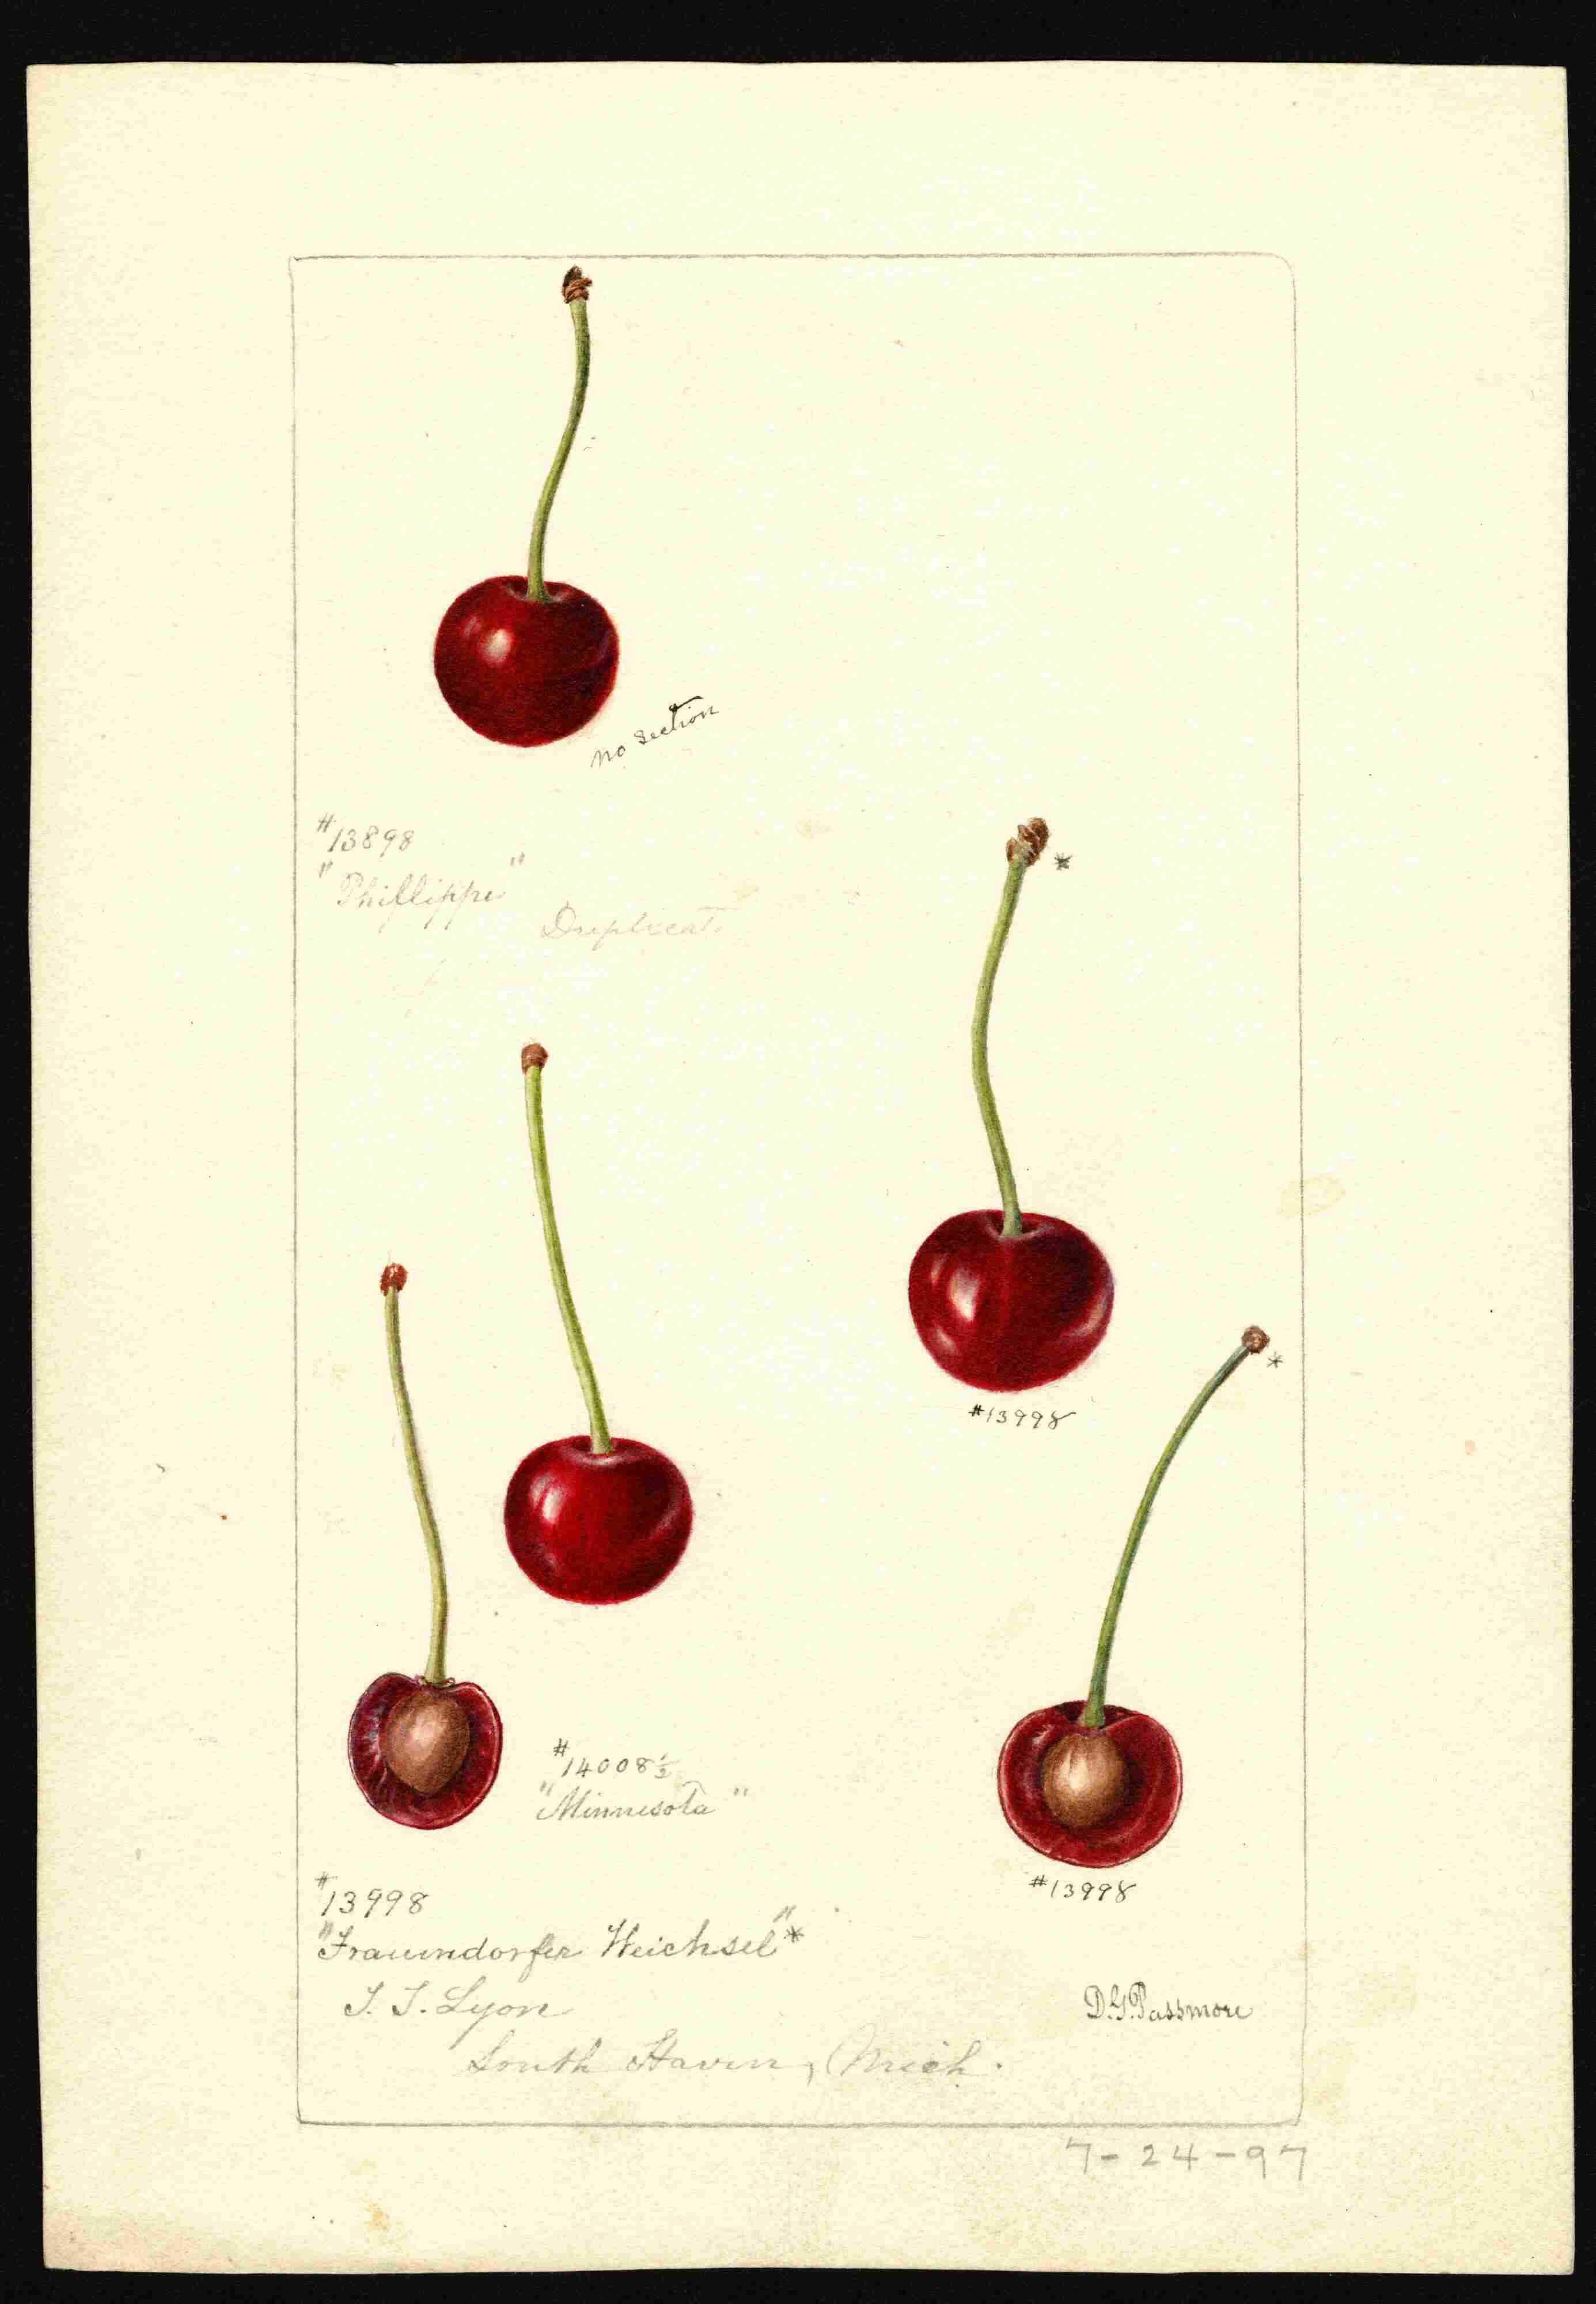 no section
#13898
"Phillippe"
Duplicate
*
#13998
*
#14008½
"Minnesota"
#13998
#13998
"Frauendorfer Weichsel"*
T. T. Lyon
D.G. Passmore
South Haven, Mich.
7-24-97